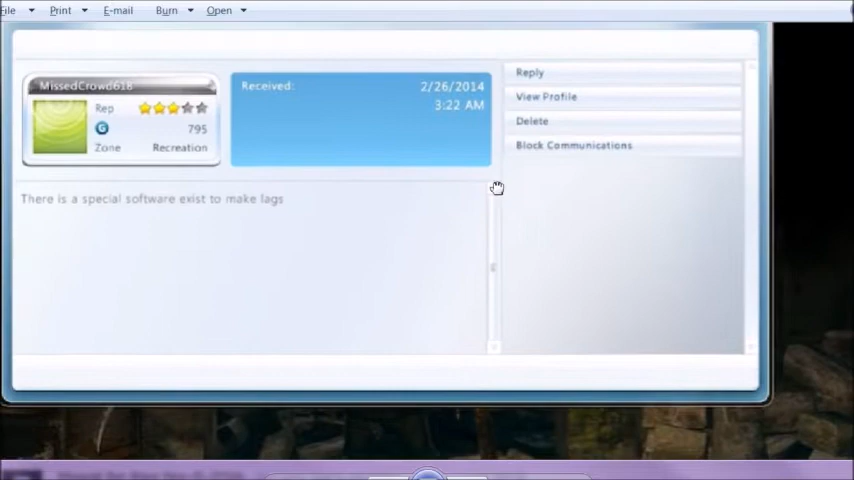 File Print E-mail Burn Open
MissedCrowd618
Rep
G 795
Zone Recreation
Received: 2/26/2014
3:22 AM
There is a special software exist to make lags
Reply
View Profile
Delete
Block Communications